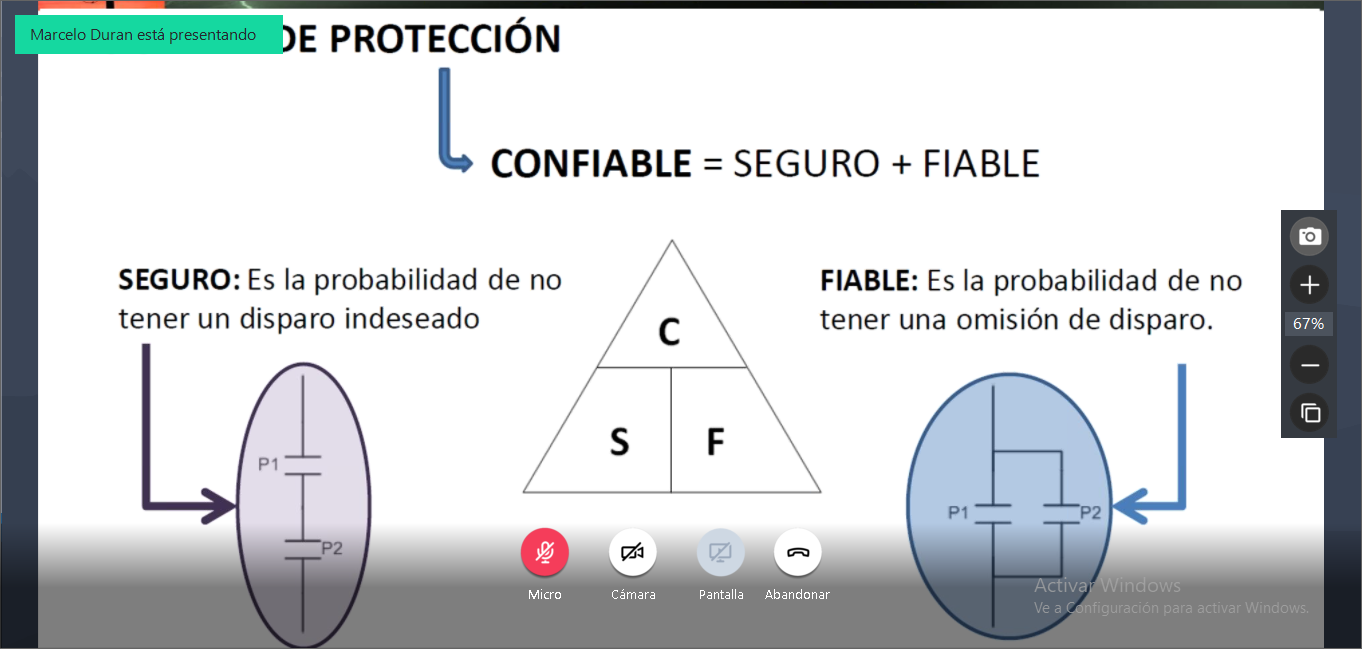 Marcelo Duran está presentando
DE PROTECCIÓN
CONFIABLE = SEGURO + FIABLE
SEGURO: Es la probabilidad de no
tener un disparo indeseado
FIABLE: Es la probabilidad de no
tener una omisión de disparo.
C
S
F
P1
P2
P1
P2
67%
Micro
Cámara
Pantalla
Abandonar
Activar Windows
Ve a Configuración para activar Windows.